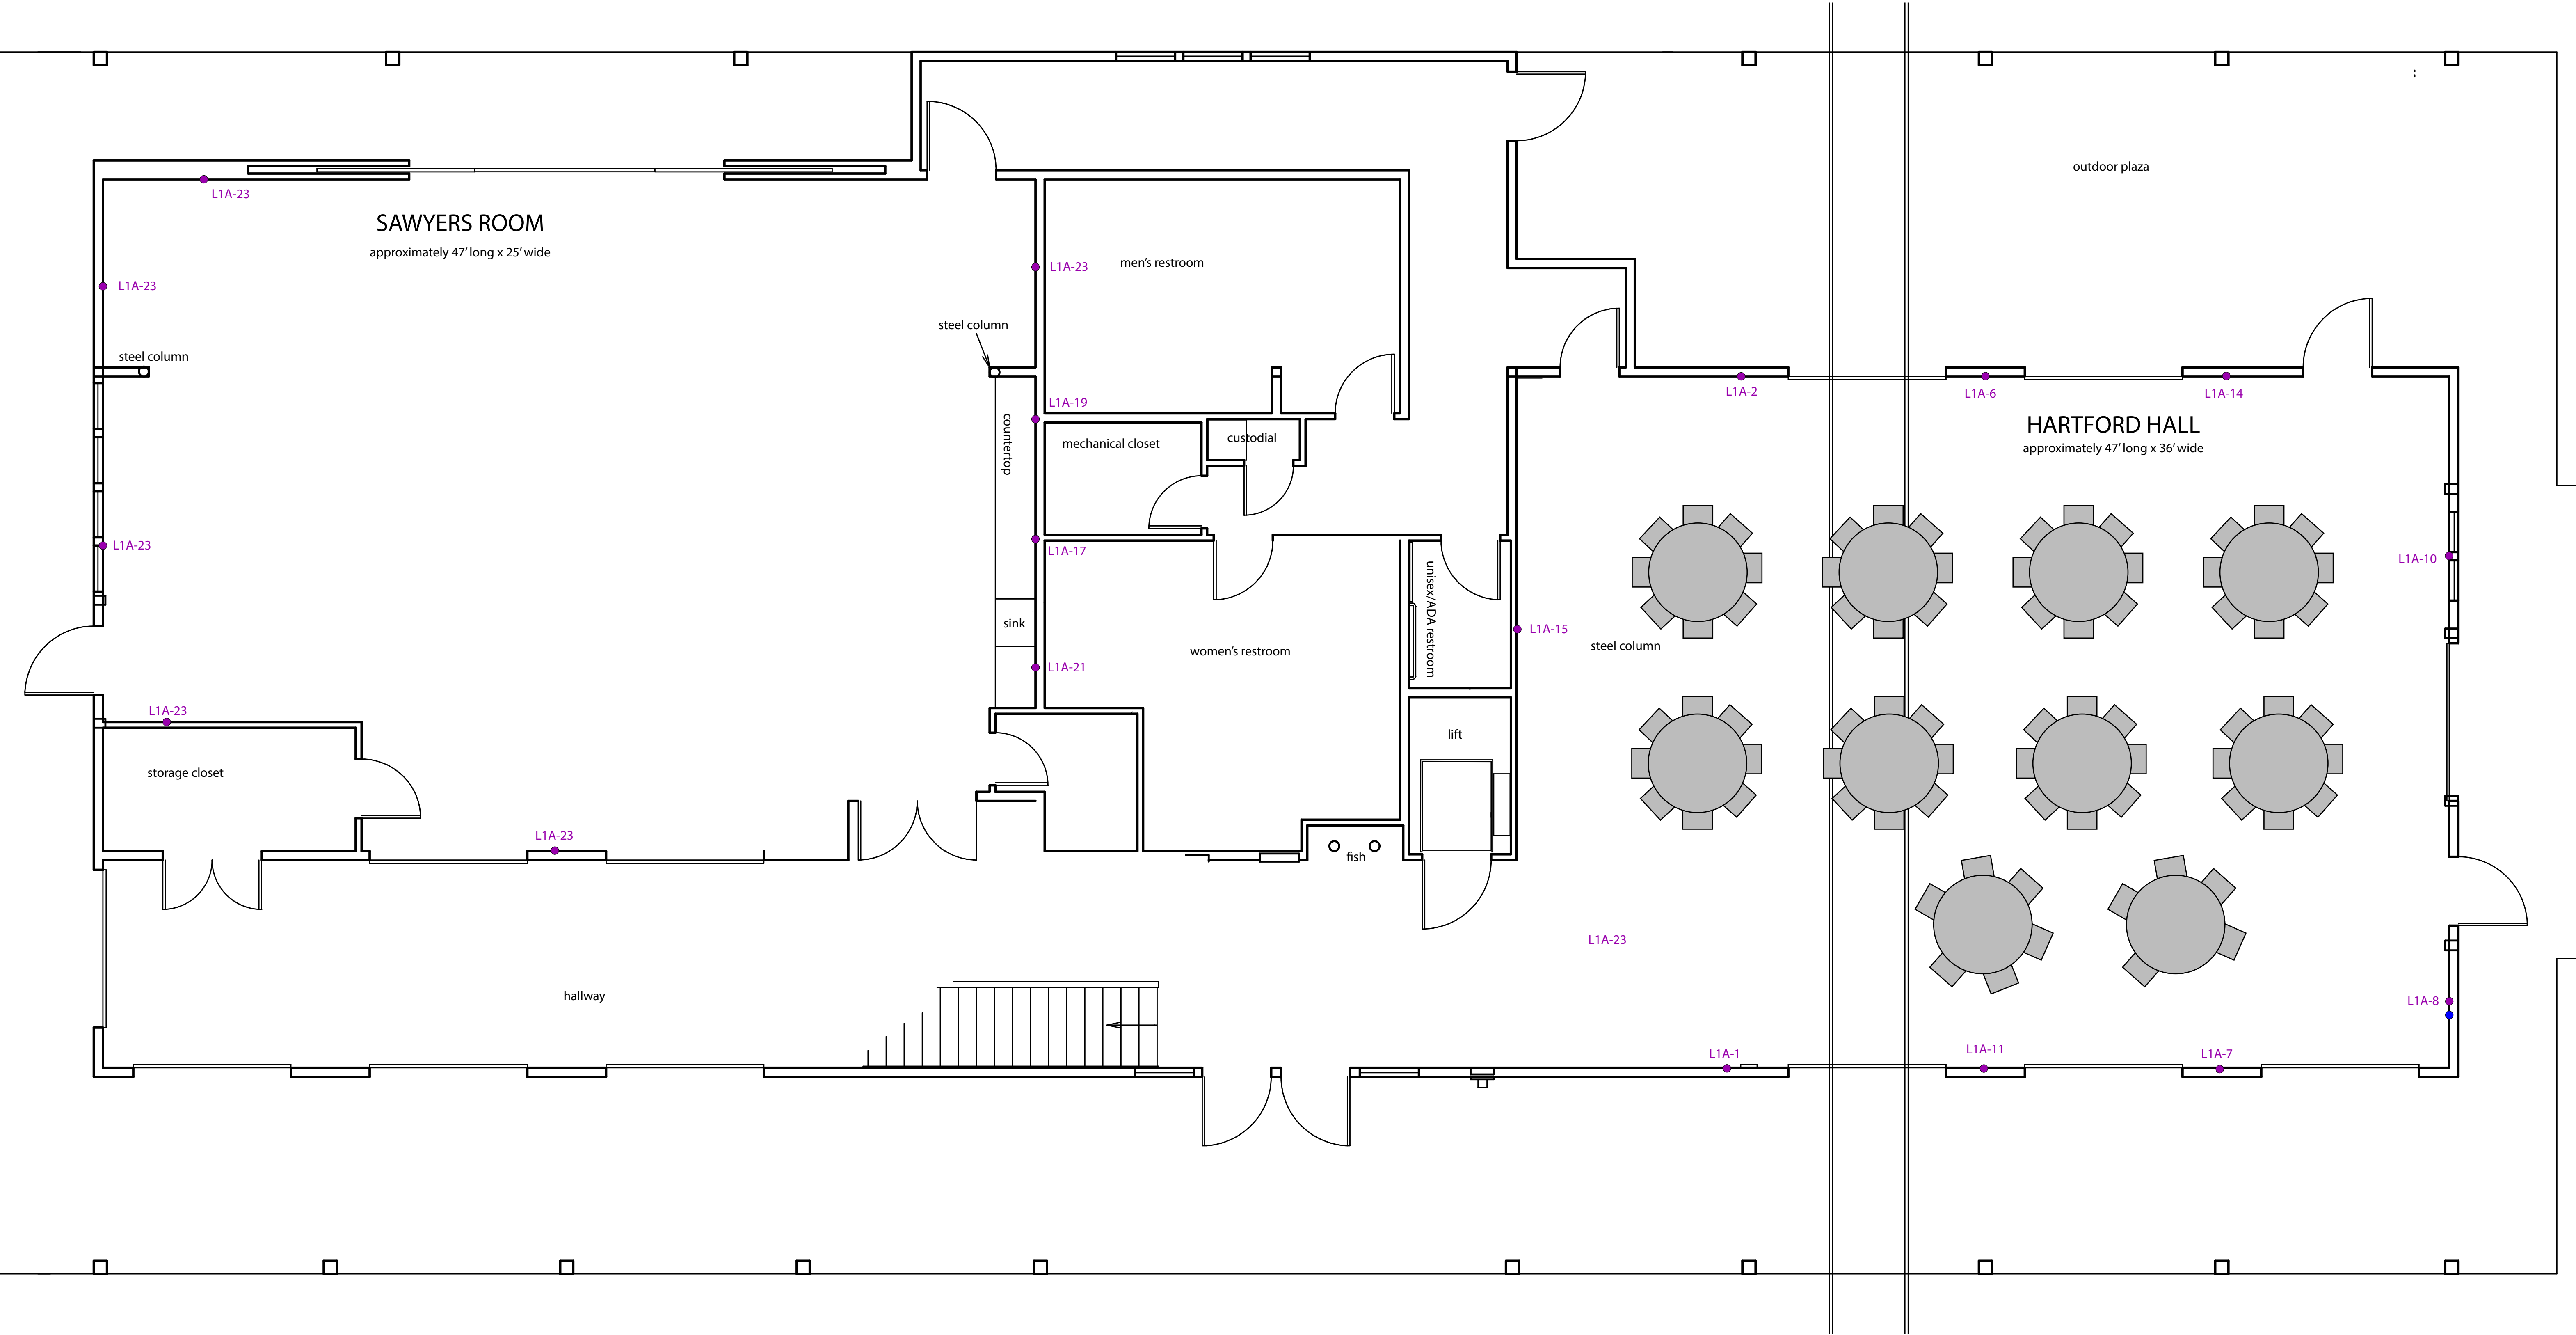 outdoor plaza
L1A-23
SAWYERS ROOM
approximately 47' long x 25' wide
L1A-23
men's restroom
L1A-23
steel column
steel column
L1A-2
L1A-6
L1A-14
L1A-19
HARTFORD HALL
approximately 47' long x 36' wide
countertop
mechanical closet
custodial
L1A-23
L1A-17
L1A-10
unisex/ADA restroom
sink
L1A-15
women's restroom
steel column
L1A-21
L1A-23
lift
storage closet
L1A-23
fish
L1A-23
hallway
L1A-8
L1A-1
L1A-11
L1A-7